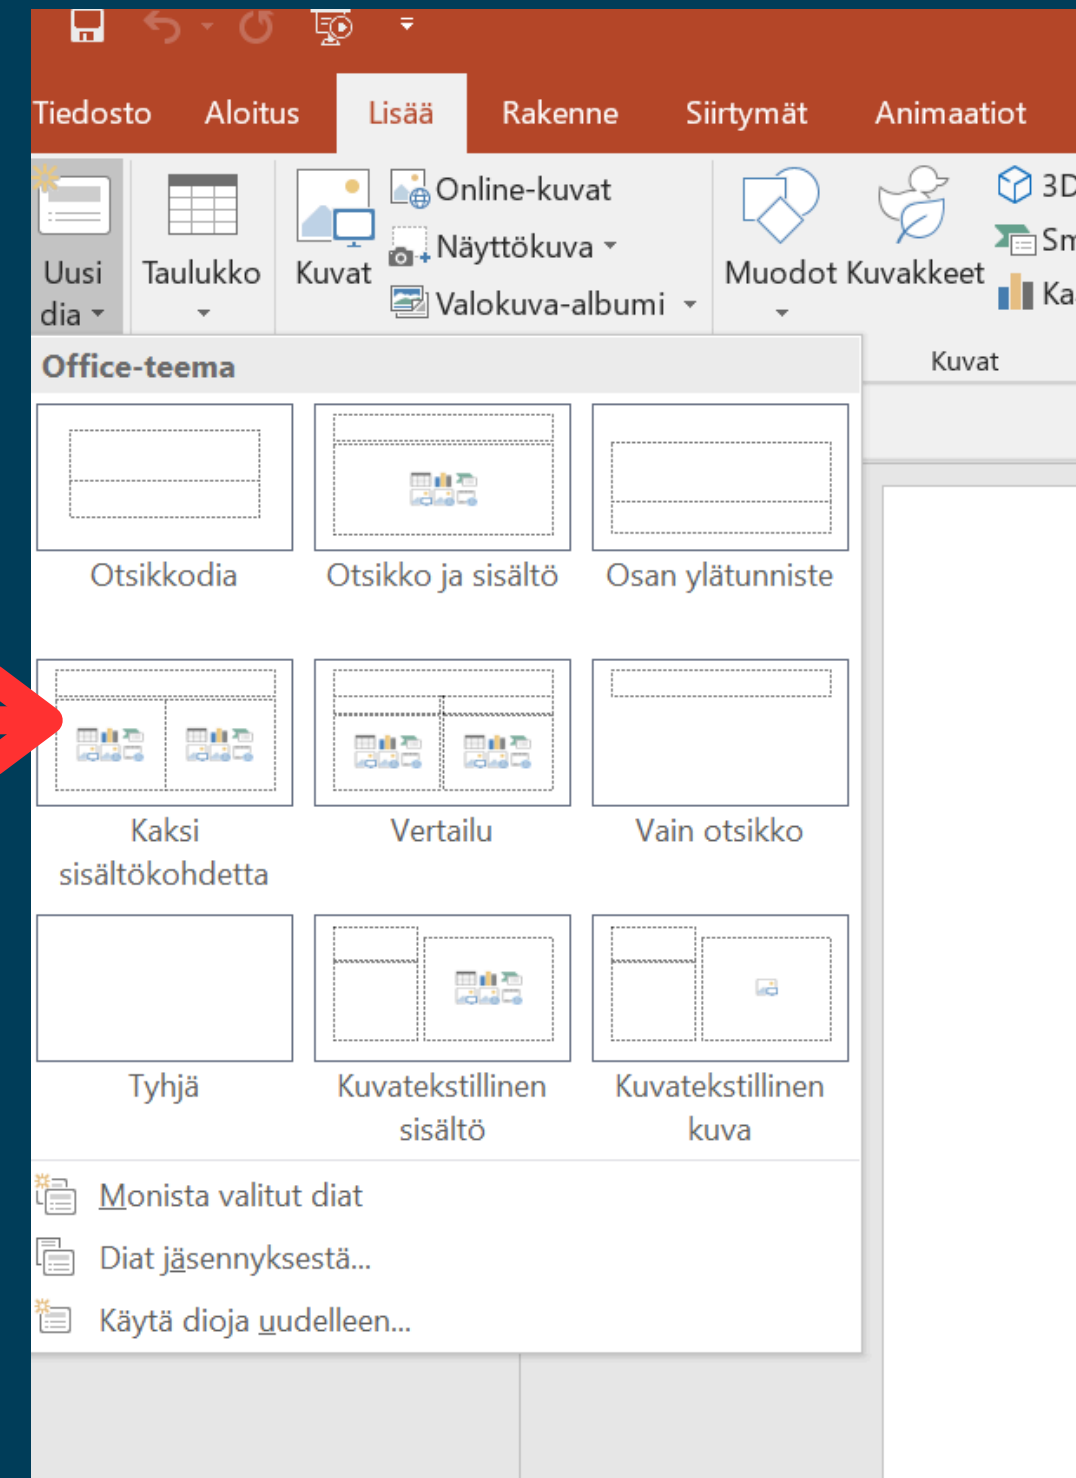 Tiedosto Aloitus Lisää Rakenne Siirtymät Animaatiot
Uusi dia
Taulukko
Kuvat
Online-kuvat
Näyttökuva
Valokuva-albumi
Muodot
Kuvakkeet
3D
Kuvat
Office-teema
Otsikkodia
Otsikko ja sisältö
Osan ylätunniste
Kaksi
sisältökohdetta
Vertailu
Vain otsikko
Tyhjä
Kuvatekstillinen
sisältö
Kuvatekstillinen
kuva
Monista valitut diat
Diat jäsennyksestä...
Käytä dioja uudelleen...